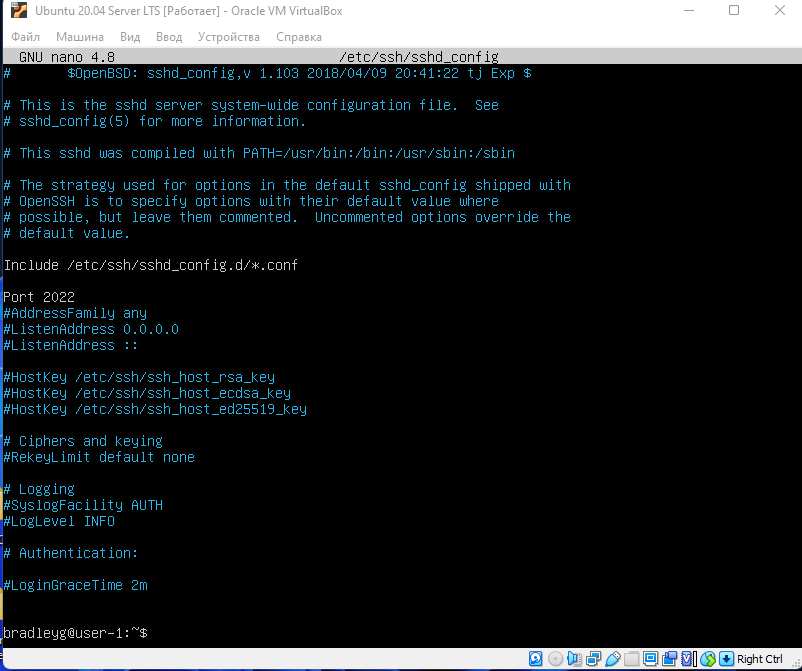 Ubuntu 20.04 Server LTS [Работает] - Oracle VM VirtualBox
Файл Машина Вид Ввод Устройства Справка
GNU nano 4.8 /etc/ssh/sshd_config
# $OpenBSD: sshd_config,v 1.103 2018/04/09 20:41:22 tj Exp $
# This is the sshd server system-wide configuration file. See
# sshd_config(5) for more information.
# This sshd was compiled with PATH=/usr/bin:/bin:/usr/sbin:/sbin
# The strategy used for options in the default sshd_config shipped with
# OpenSSH is to specify options with their default value where
# possible, but leave them commented. Uncommented options override the
# default value.
Include /etc/ssh/sshd_config.d/*.conf
Port 2022
#AddressFamily any
#ListenAddress 0.0.0.0
#ListenAddress ::
#HostKey /etc/ssh/ssh_host_rsa_key
#HostKey /etc/ssh/ssh_host_ecdsa_key
#HostKey /etc/ssh/ssh_host_ed25519_key
# Ciphers and keying
#RekeyLimit default none
# Logging
#SyslogFacility AUTH
#LogLevel INFO
# Authentication:
#LoginGraceTime 2m
bradleyg@user-1:~$
Right Ctrl